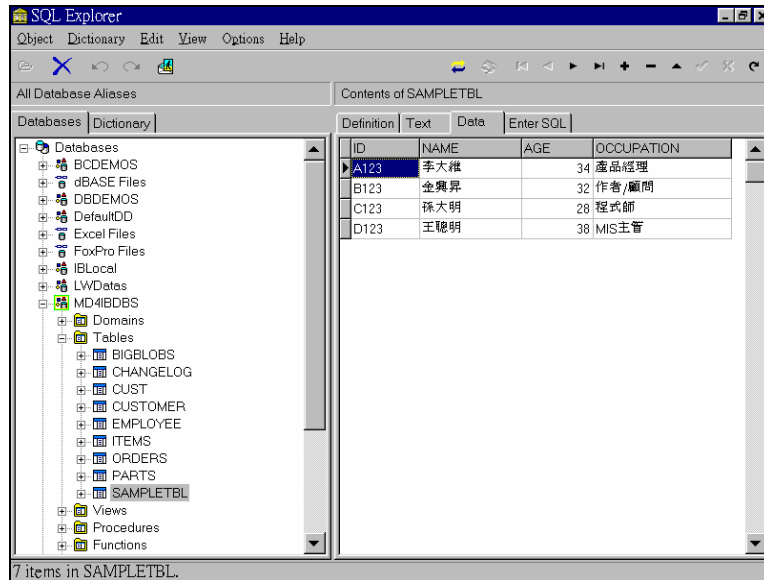 SQL Explorer
Object Dictionary Edit View Options Help
All Database Aliases
Contents of SAMPLETBL
Databases Dictionary
Definition Text Data Enter SQL
Databases
BCDEMOS
dBASE Files
DBDEMOS
DefaultDD
Excel Files
FoxPro Files
IBLocal
LWDatas
MD4IBDBS
Domains
Tables
BIGBLOBS
CHANGELOG
CUST
CUSTOMER
EMPLOYEE
ITEMS
ORDERS
PARTS
SAMPLETBL
Views
Procedures
Functions
ID NAME AGE OCCUPATION
A123 李大維 34 產品經理
B123 金興昇 32 作者/顧問
C123 孫大明 28 程式師
D123 王聰明 38 MIS主管
7 items in SAMPLETBL.